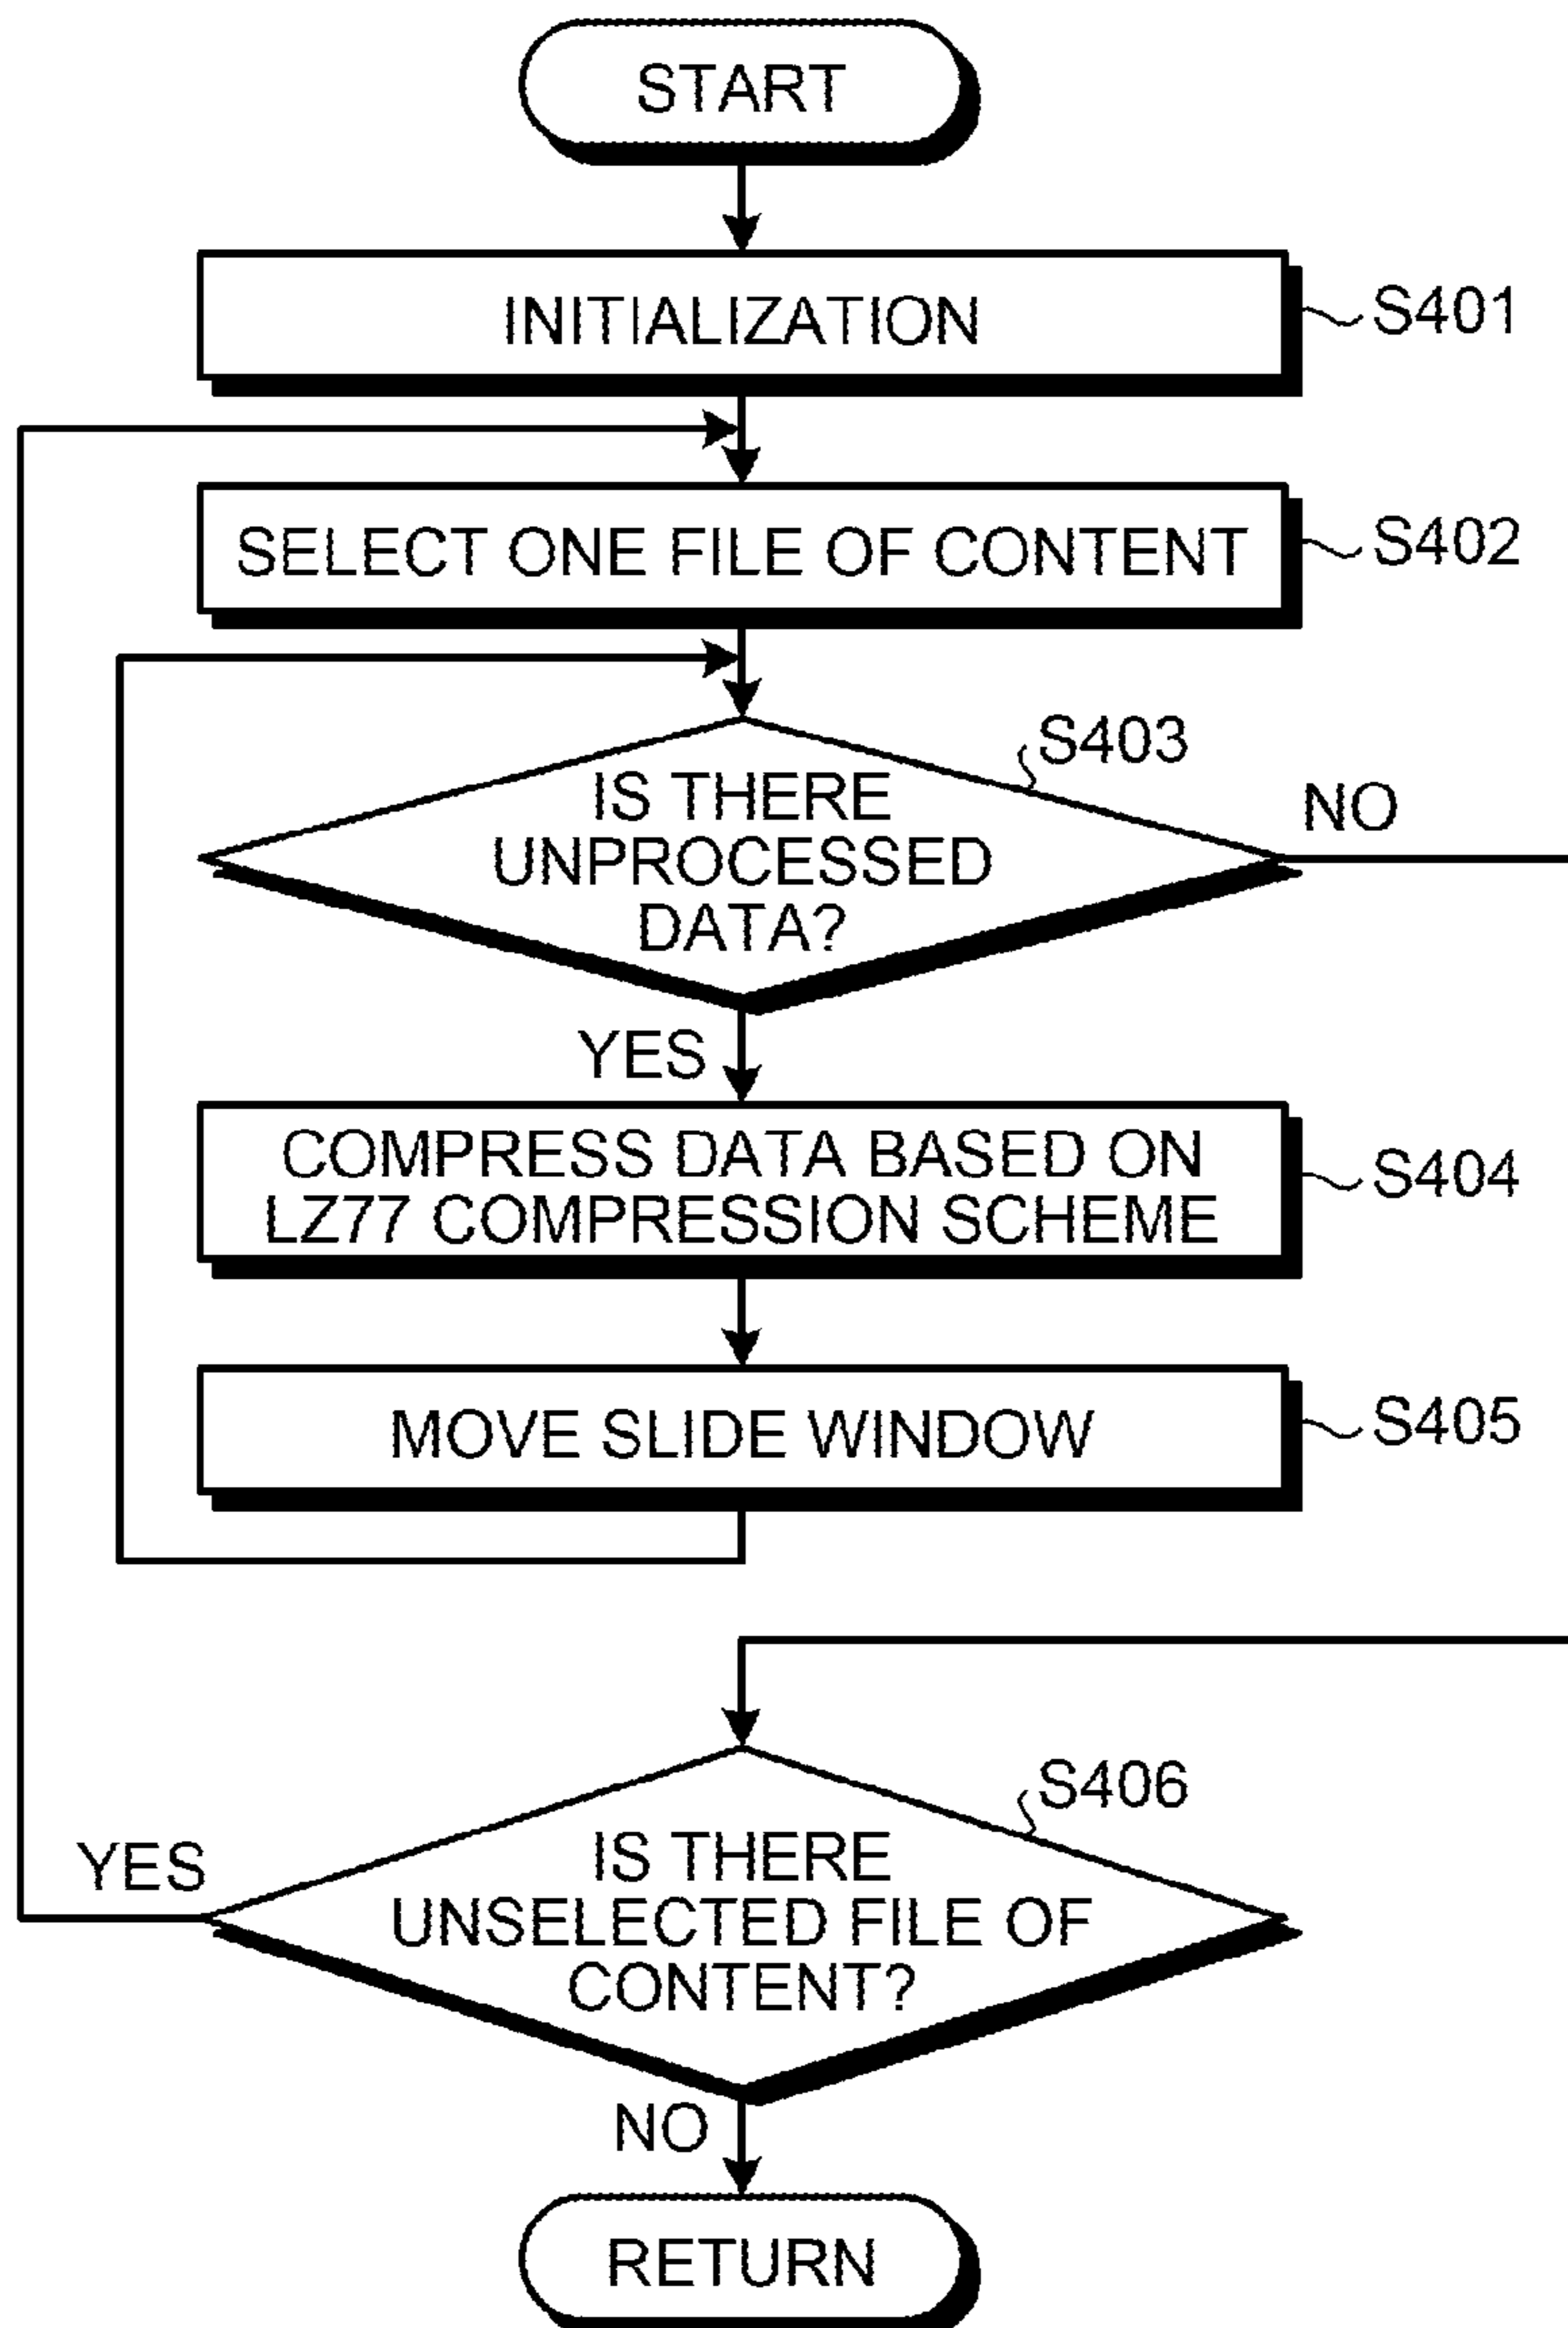 START
INITIALIZATION
S401
SELECT ONE FILE OF CONTENT
S402
S403
IS THERE
UNPROCESSED
DATA?
NO
YES
COMPRESS DATA BASED ON
LZ77 COMPRESSION SCHEME
S404
MOVE SLIDE WINDOW
S405
S406
IS THERE
UNSELECTED FILE OF
CONTENT?
YES
NO
RETURN